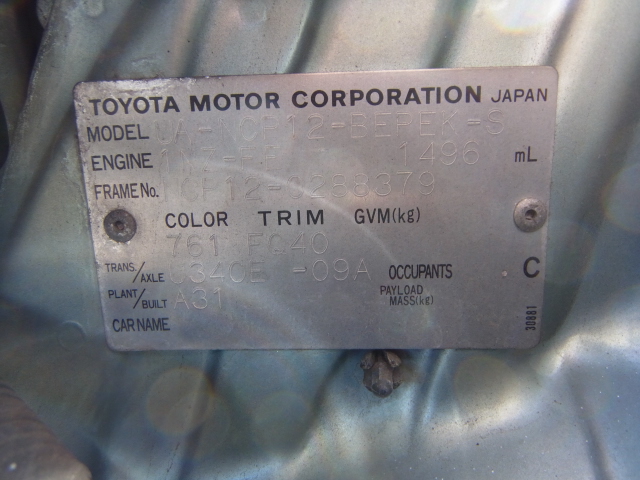 TOYOTA MOTOR CORPORATION JAPAN
MODEL UA-NCP12-BEPEK-S
ENGINE 1NZ-FE 1496 mL
FRAME No. NCP12-0288379
COLOR TRIM GVM(kg)
761 FC40
TRANS./AXLE U340E -09A OCCUPANTS C
PLANT/BUILT A31 PAYLOAD MASS(kg)
CAR NAME
30881